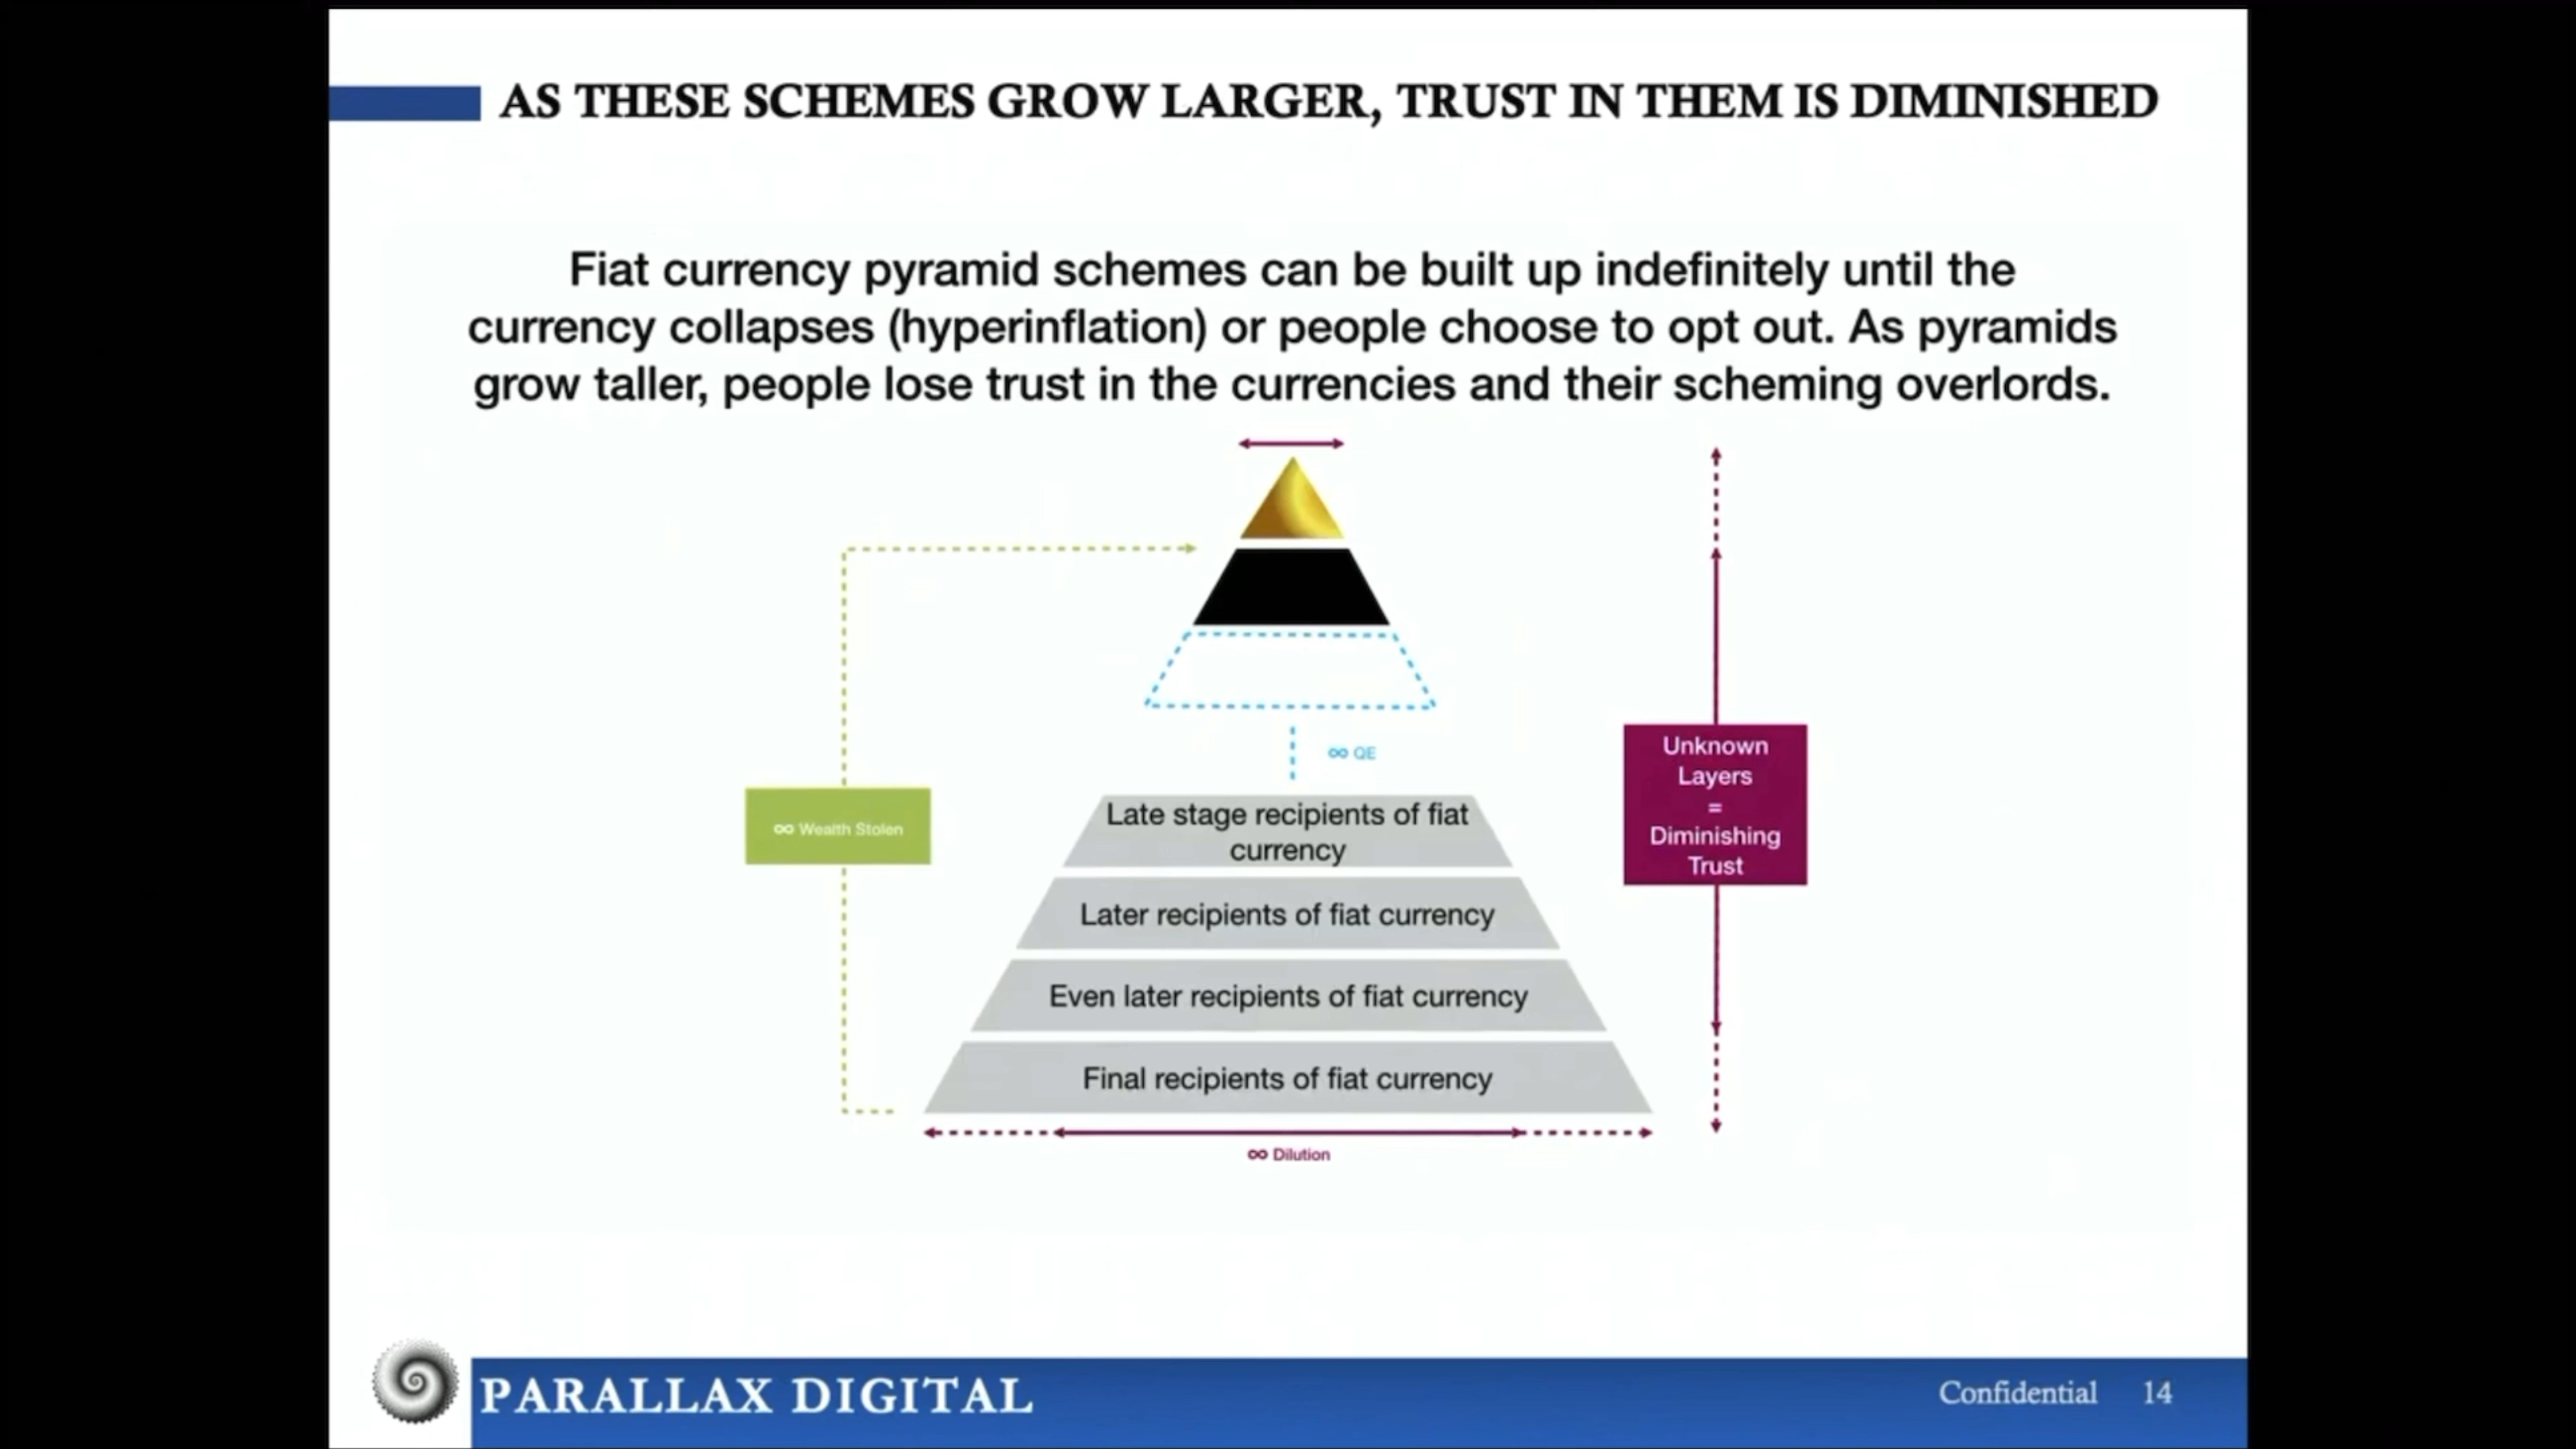 AS THESE SCHEMES GROW LARGER, TRUST IN THEM IS DIMINISHED
Fiat currency pyramid schemes can be built up indefinitely until the
currency collapses (hyperinflation) or people choose to opt out. As pyramids
grow taller, people lose trust in the currencies and their scheming overlords.
∞ QE
∞ Wealth Stolen
Unknown
Layers
=
Diminishing
Trust
Late stage recipients of fiat
currency
Later recipients of fiat currency
Even later recipients of fiat currency
Final recipients of fiat currency
∞ Dilution
PARALLAX DIGITAL
Confidential 14